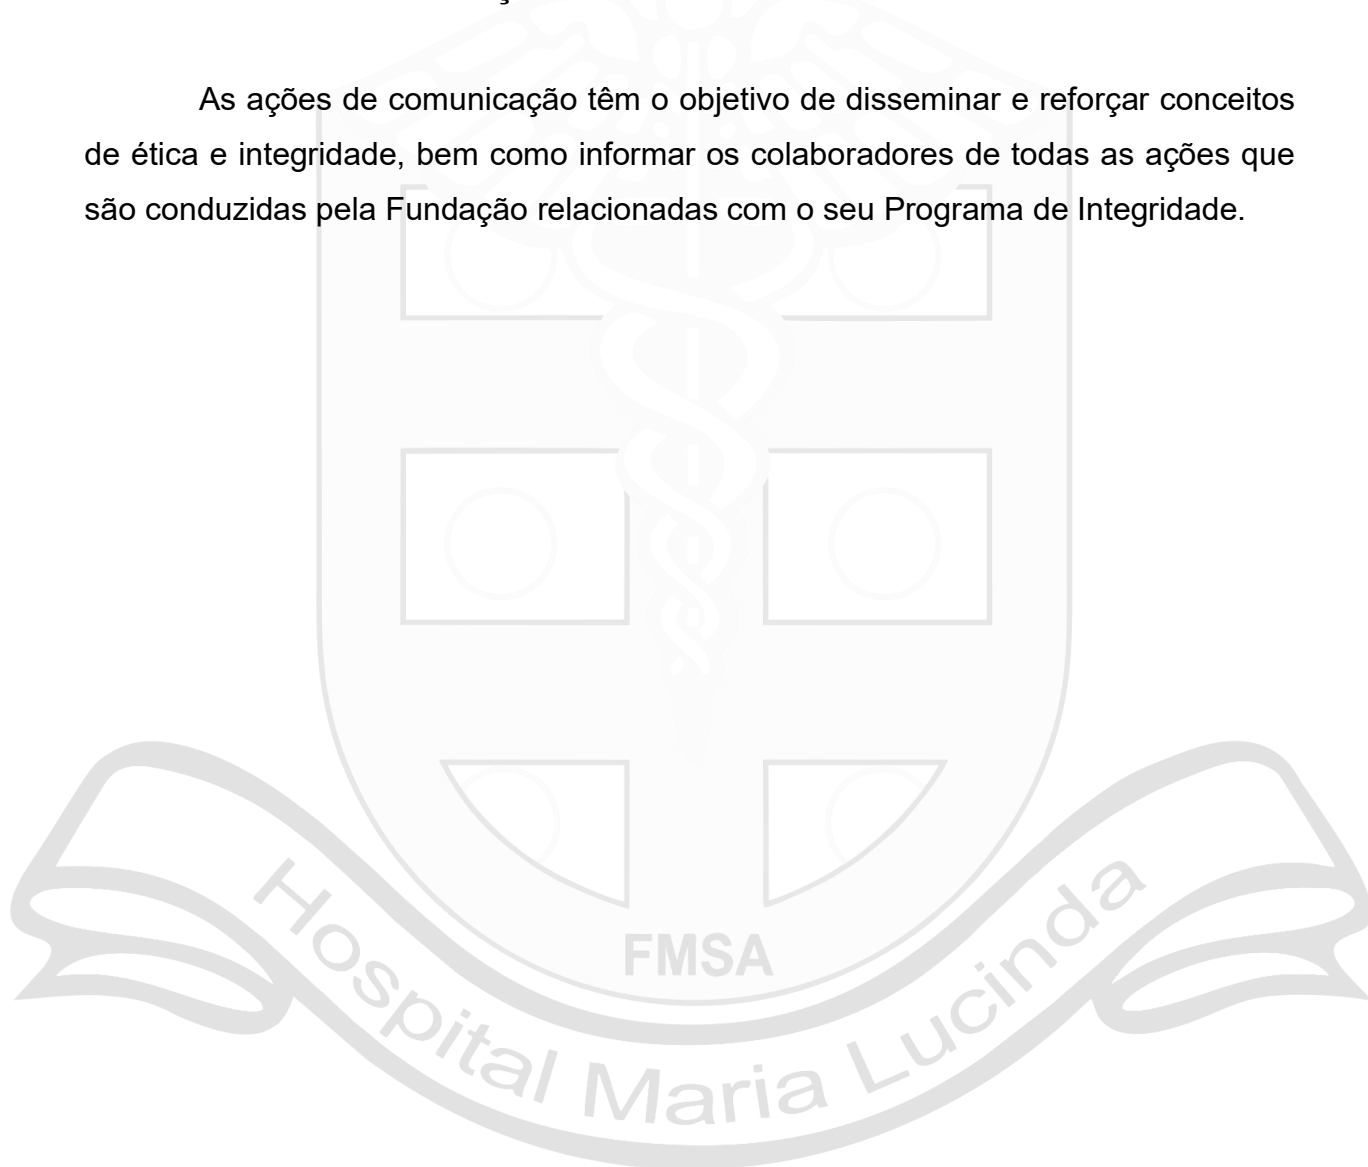 As ações de comunicação têm o objetivo de disseminar e reforçar conceitos
de ética e integridade, bem como informar os colaboradores de todas as ações que
são conduzidas pela Fundação relacionadas com o seu Programa de Integridade.
FMSA
Hospital Maria Lucinda